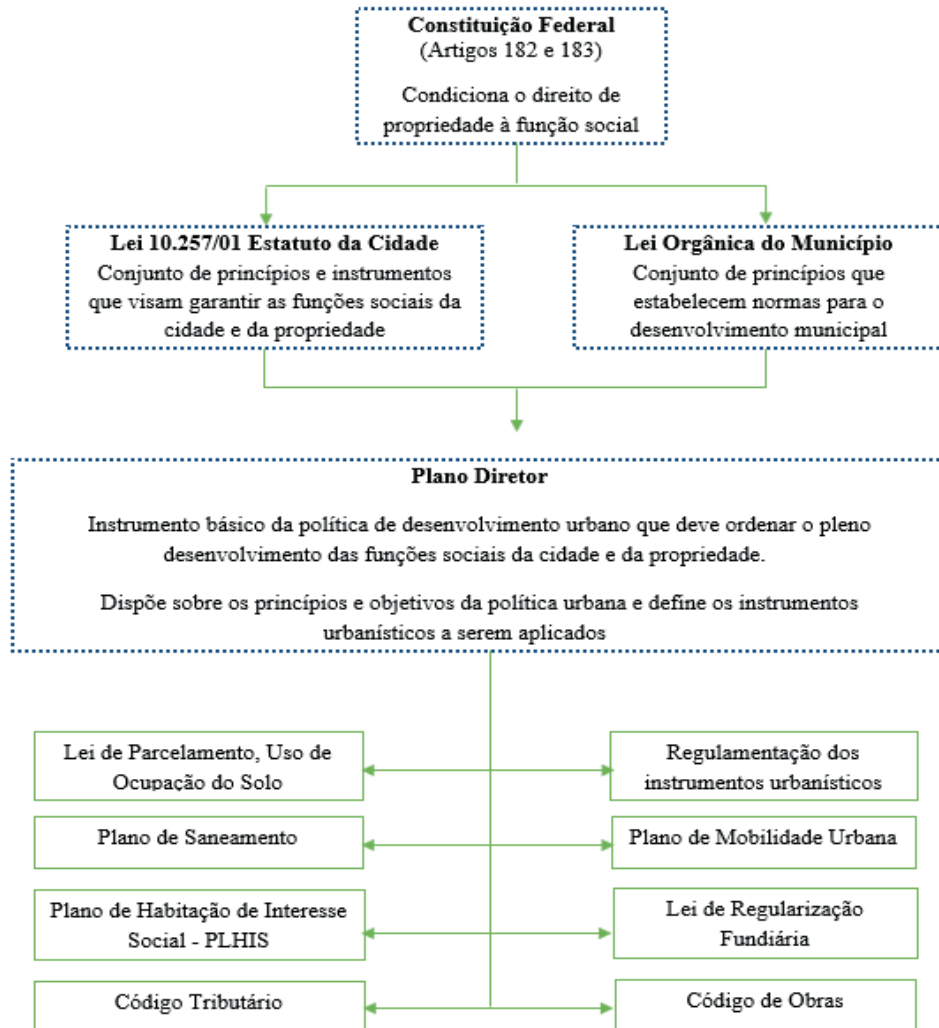 Constituição Federal
(Artigos 182 e 183)
Condiciona o direito de
propriedade à função social
Lei 10.257/01 Estatuto da Cidade
Conjunto de princípios e instrumentos
que visam garantir as funções sociais da
cidade e da propriedade
Lei Orgânica do Município
Conjunto de princípios que
estabelecem normas para o
desenvolvimento municipal
Plano Diretor
Instrumento básico da política de desenvolvimento urbano que deve ordenar o pleno
desenvolvimento das funções sociais da cidade e da propriedade.
Dispõe sobre os princípios e objetivos da política urbana e define os instrumentos
urbanísticos a serem aplicados
Lei de Parcelamento, Uso de
Ocupação do Solo
Regulamentação dos
instrumentos urbanísticos
Plano de Saneamento
Plano de Mobilidade Urbana
Plano de Habitação de Interesse
Social - PLHIS
Lei de Regularização
Fundiária
Código Tributário
Código de Obras